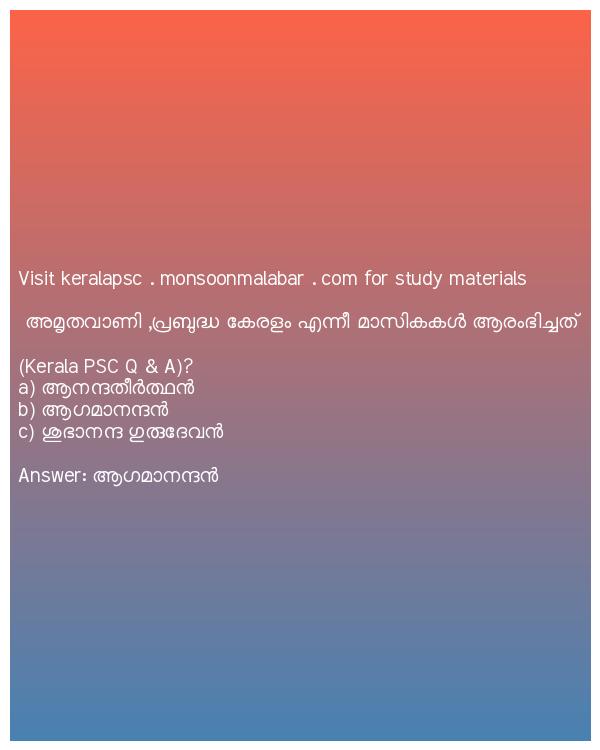 Visit keralapsc . monsoonmalabar . com for study materials
അമൃതവാണി ,പ്രബുദ്ധ കേരളം എന്നീ മാസികകൾ ആരംഭിച്ചത്
(Kerala PSC Q & A)?
a) ആനന്ദതീർത്ഥൻ
b) ആഗമാനന്ദൻ
c) ശുഭാനന്ദ ഗുരുദേവൻ
Answer: ആഗമാനന്ദൻ